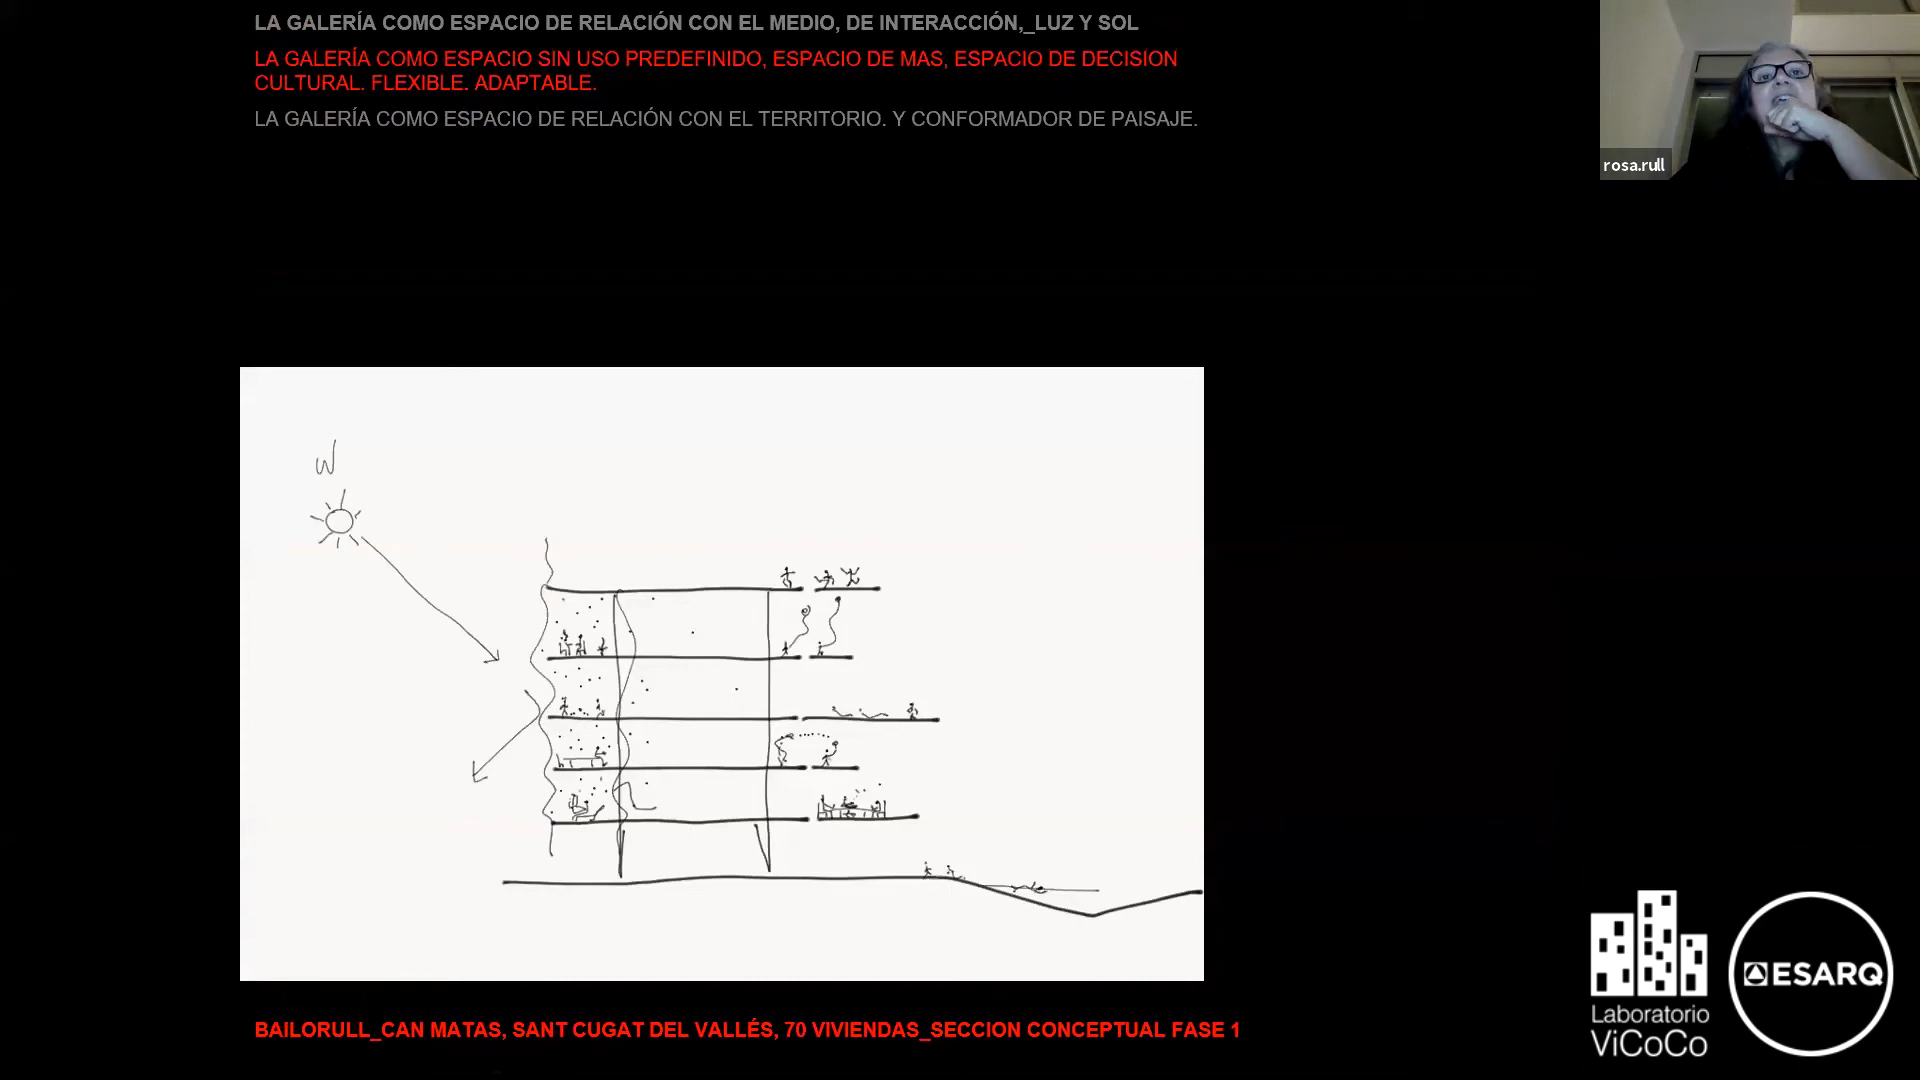 LA GALERÍA COMO ESPACIO DE RELACIÓN CON EL MEDIO, DE INTERACCIÓN,_LUZ Y SOL
LA GALERÍA COMO ESPACIO SIN USO PREDEFINIDO, ESPACIO DE MAS, ESPACIO DE DECISION
CULTURAL. FLEXIBLE. ADAPTABLE.
LA GALERÍA COMO ESPACIO DE RELACIÓN CON EL TERRITORIO. Y CONFORMADOR DE PAISAJE.
rosa.rull
W
BAILORULL_CAN MATAS, SANT CUGAT DEL VALLÉS, 70 VIVIENDAS_SECCION CONCEPTUAL FASE 1
Laboratorio
ViCoCo
ESARQ